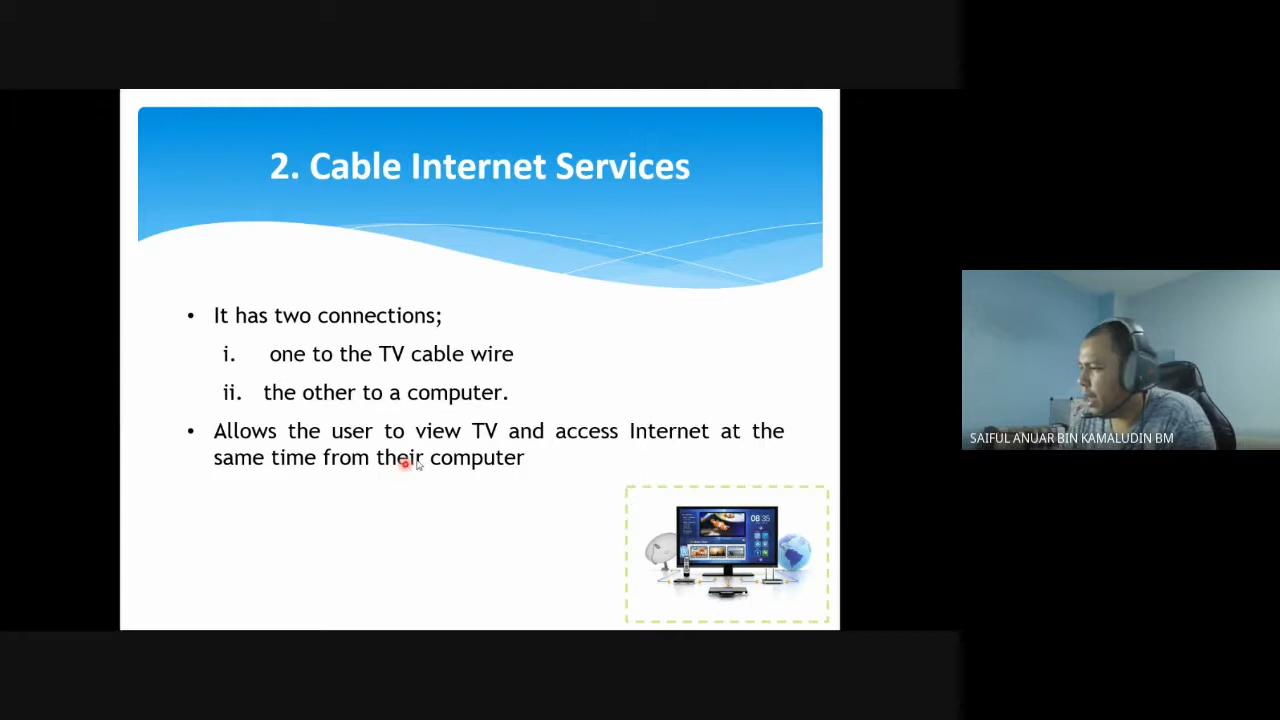 2. Cable Internet Services
• It has two connections;
i. one to the TV cable wire
ii. the other to a computer.
• Allows the user to view TV and access Internet at the
same time from their computer
08 35
SAIFUL ANUAR BIN KAMALUDIN BM